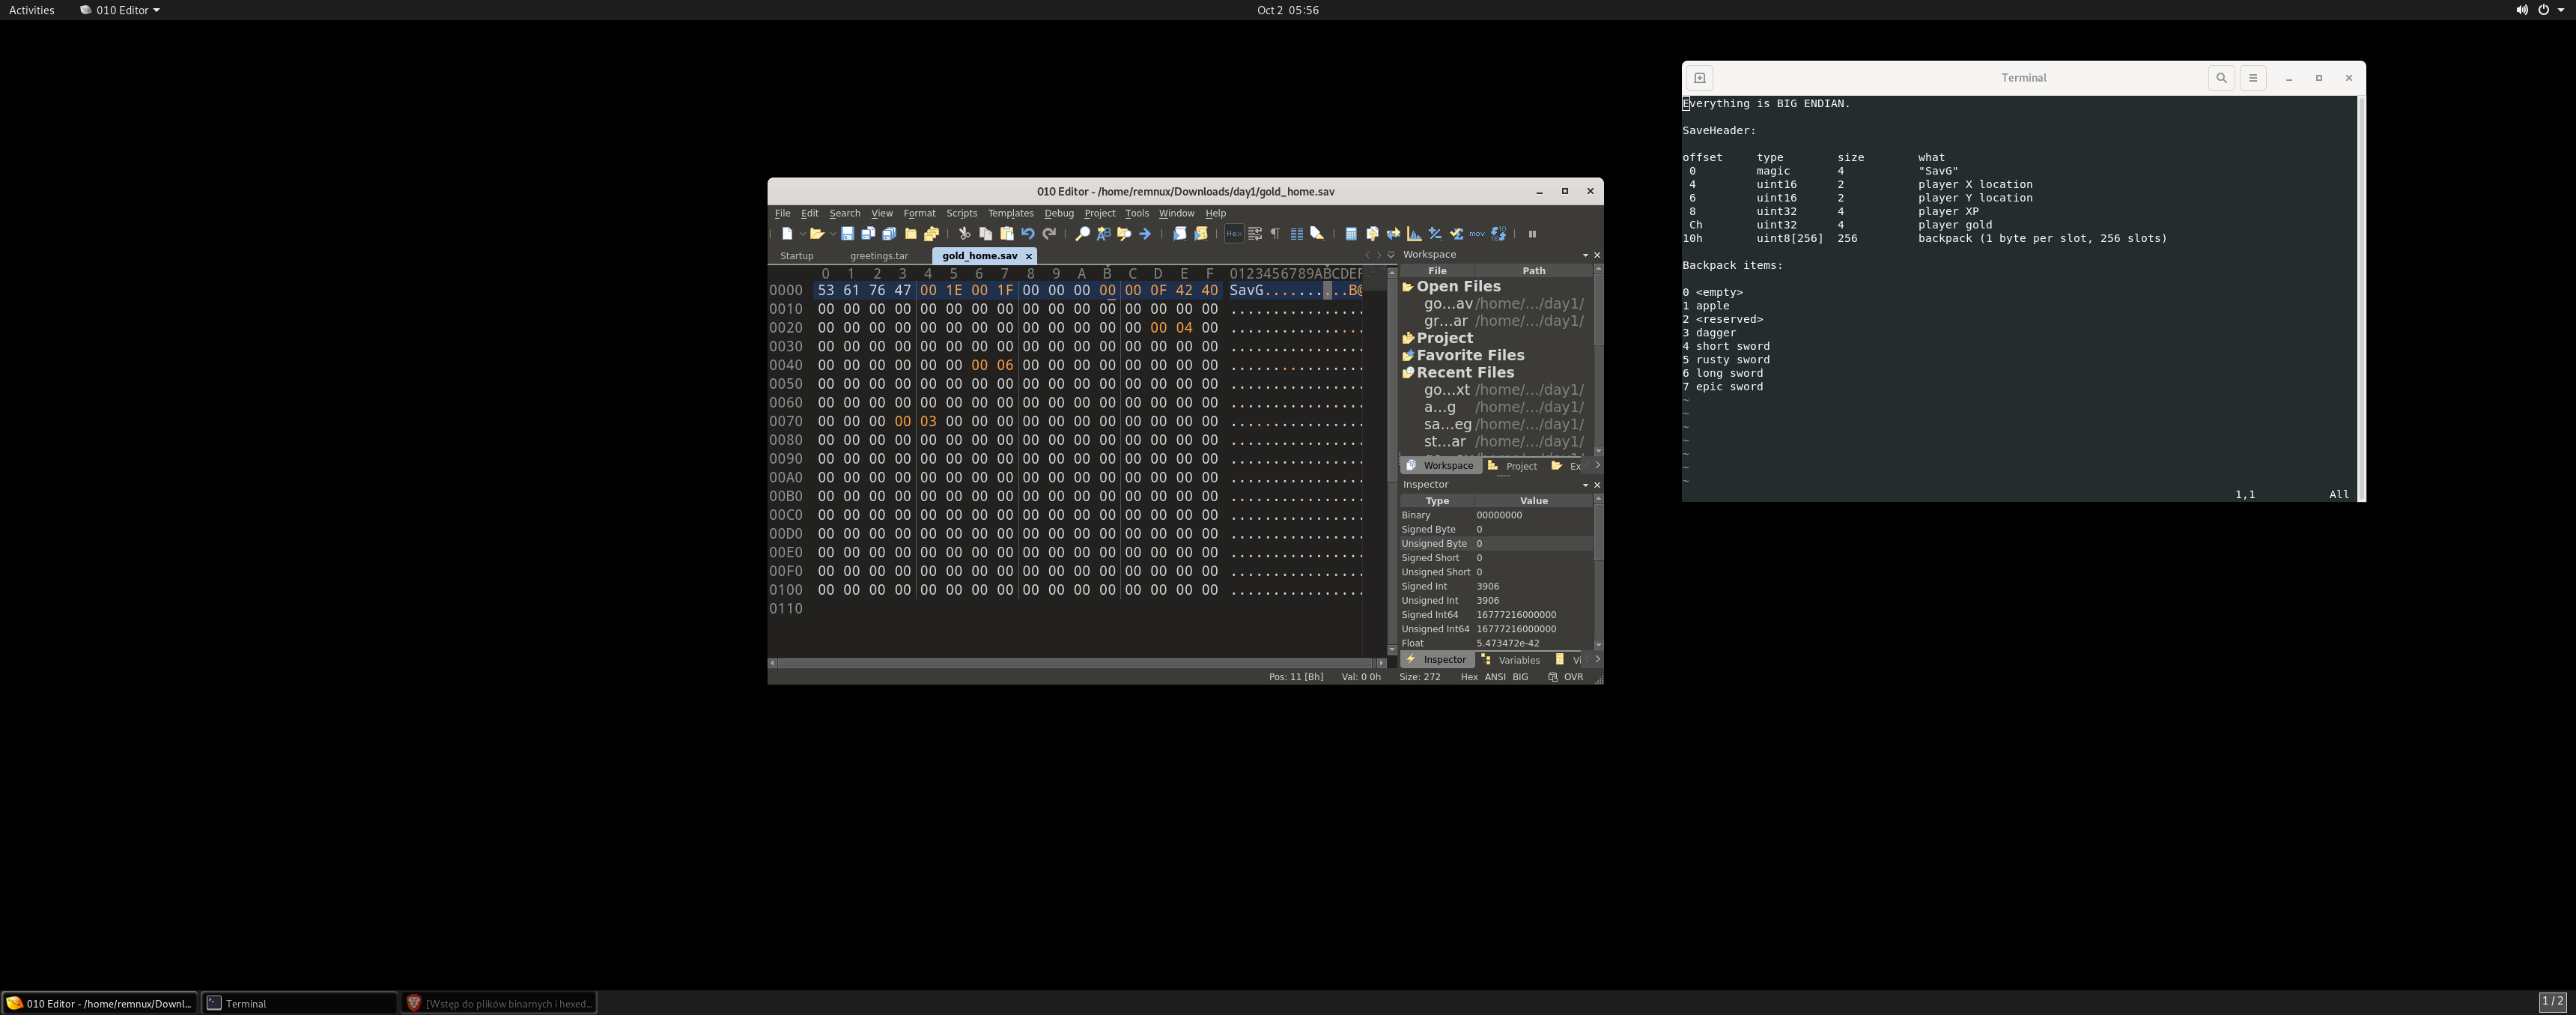 Activities 010 Editor Oct 2 05:56
010 Editor - /home/remnux/Downloads/day1/gold_home.sav
File Edit Search View Format Scripts Templates Debug Project Tools Window Help
Startup greetings.tar gold_home.sav
0 1 2 3 4 5 6 7 8 9 A B C D E F 0123456789ABCDEF
0000 53 61 76 47 00 1E 00 1F 00 00 00 00 00 0F 42 40 SavG..........B@
0010 00 00 00 00 00 00 00 00 00 00 00 00 00 00 00 00 ................
0020 00 00 00 00 00 00 00 00 00 00 00 00 00 00 04 00 ................
0030 00 00 00 00 00 00 00 00 00 00 00 00 00 00 00 00 ................
0040 00 00 00 00 00 00 00 06 00 00 00 00 00 00 00 00 ................
0050 00 00 00 00 00 00 00 00 00 00 00 00 00 00 00 00 ................
0060 00 00 00 00 00 00 00 00 00 00 00 00 00 00 00 00 ................
0070 00 00 00 00 03 00 00 00 00 00 00 00 00 00 00 00 ................
0080 00 00 00 00 00 00 00 00 00 00 00 00 00 00 00 00 ................
0090 00 00 00 00 00 00 00 00 00 00 00 00 00 00 00 00 ................
00A0 00 00 00 00 00 00 00 00 00 00 00 00 00 00 00 00 ................
00B0 00 00 00 00 00 00 00 00 00 00 00 00 00 00 00 00 ................
00C0 00 00 00 00 00 00 00 00 00 00 00 00 00 00 00 00 ................
00D0 00 00 00 00 00 00 00 00 00 00 00 00 00 00 00 00 ................
00E0 00 00 00 00 00 00 00 00 00 00 00 00 00 00 00 00 ................
00F0 00 00 00 00 00 00 00 00 00 00 00 00 00 00 00 00 ................
0100 00 00 00 00 00 00 00 00 00 00 00 00 00 00 00 00 ................
0110
Workspace
File Path
Open Files
go...av /home/.../day1/
gr...ar /home/.../day1/
Project
Favorite Files
Recent Files
go...xt /home/.../day1/
a...g /home/.../day1/
sa...eg /home/.../day1/
st...ar /home/.../day1/
Workspace Project Ex
Inspector
Type Value
Binary 00000000
Signed Byte 0
Unsigned Byte 0
Signed Short 0
Unsigned Short 0
Signed Int 3906
Unsigned Int 3906
Signed Int64 16777216000000
Unsigned Int64 16777216000000
Float 5.473472e-42
Inspector Variables Vi
Pos: 11 [Bh] Val: 0 0h Size: 272 Hex ANSI BIG OVR
Terminal
Everything is BIG ENDIAN.
SaveHeader:
offset type size what
0 magic 4 "SavG"
4 uint16 2 player X location
6 uint16 2 player Y location
8 uint32 4 player XP
Ch uint32 4 player gold
10h uint8[256] 256 backpack (1 byte per slot, 256 slots)
Backpack items:
0 <empty>
1 apple
2 <reserved>
3 dagger
4 short sword
5 rusty sword
6 long sword
7 epic sword
~
~
~
~
~
~
~
1,1 All
010 Editor - /home/remnux/Downl... Terminal [Wstęp do plików binarnych i hexed... 1 / 2